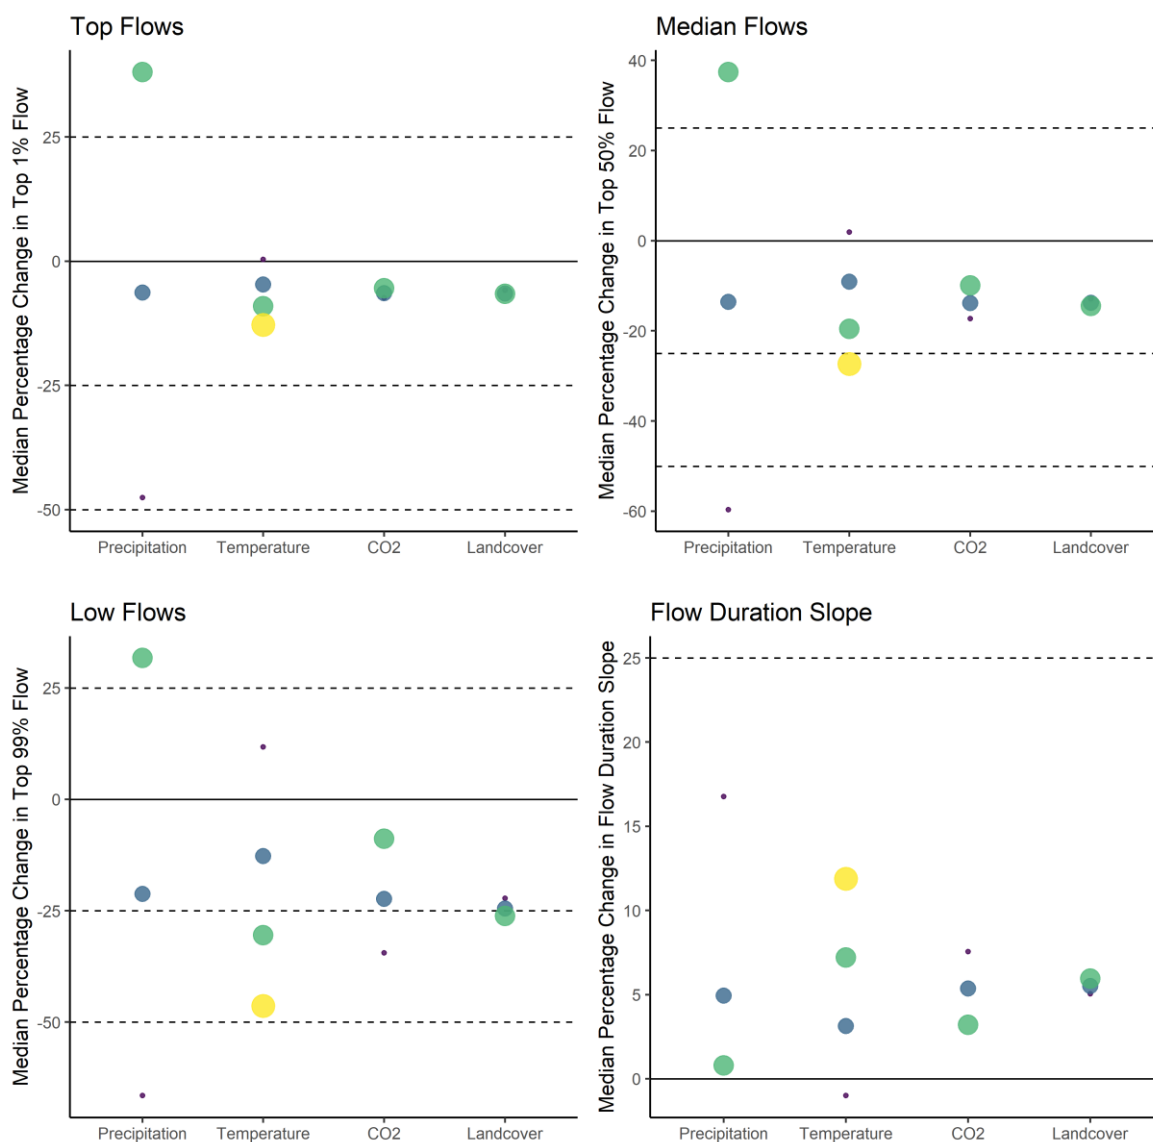 Top Flows
Median Percentage Change in Top 1% Flow
25
0
-25
-50
Precipitation Temperature CO2 Landcover
Median Flows
Median Percentage Change in Top 50% Flow
40
20
0
-20
-40
-60
Precipitation Temperature CO2 Landcover
Low Flows
Median Percentage Change in Top 99% Flow
25
0
-25
-50
Precipitation Temperature CO2 Landcover
Flow Duration Slope
Median Percentage Change in Flow Duration Slope
25
20
15
10
5
0
Precipitation Temperature CO2 Landcover